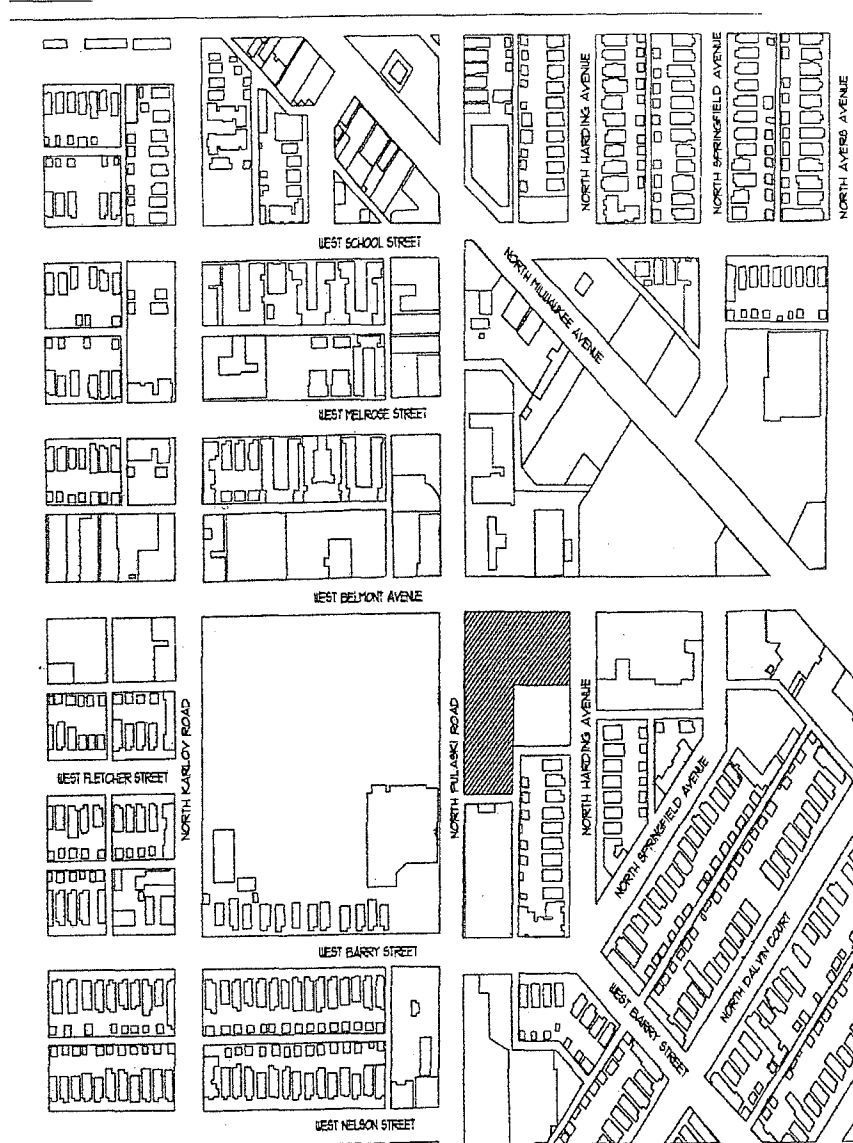 NORTH HARDING AVENUE
NORTH SPRINGFIELD AVENUE
NORTH AVERS AVENUE
WEST SCHOOL STREET
NORTH MILWAUKEE AVENUE
WEST MELROSE STREET
WEST BELMONT AVENUE
NORTH KARLOV ROAD
NORTH PULASKI ROAD
NORTH HARDING AVENUE
WEST FLETCHER STREET
NORTH SPRINGFIELD AVENUE
WEST BARRY STREET
NORTH DALVIN COURT
WEST BARRY STREET
WEST NELSON STREET